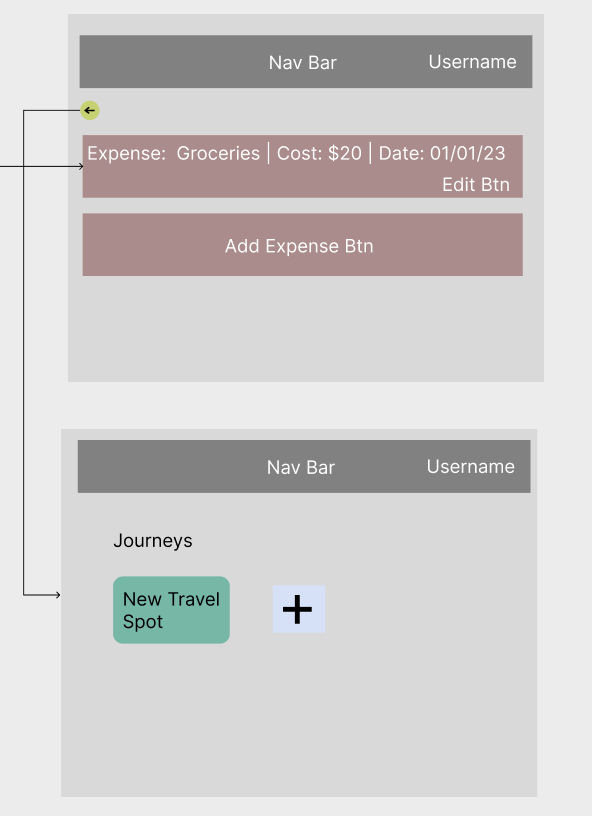 Nav Bar Username
Expense: Groceries | Cost: $20 | Date: 01/01/23
Edit Btn
Add Expense Btn
Nav Bar Username
Journeys
New Travel
Spot